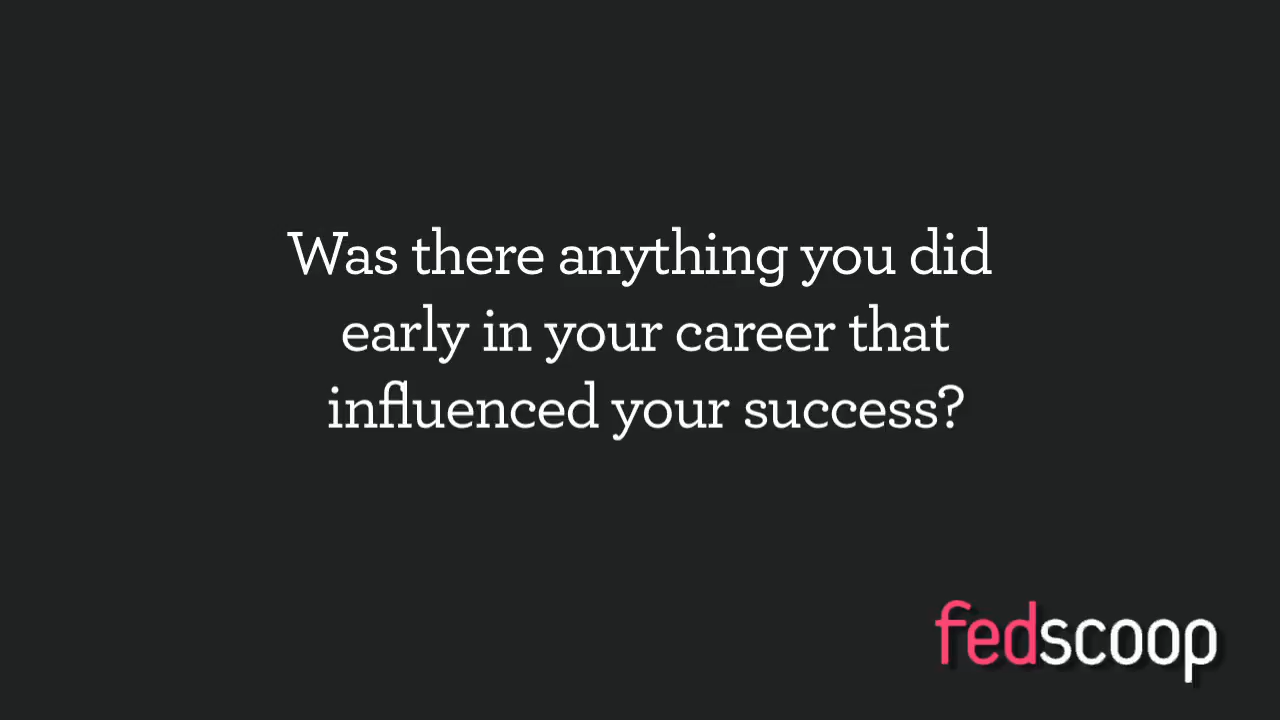 Was there anything you did
early in your career that
influenced your success?
fedscoop